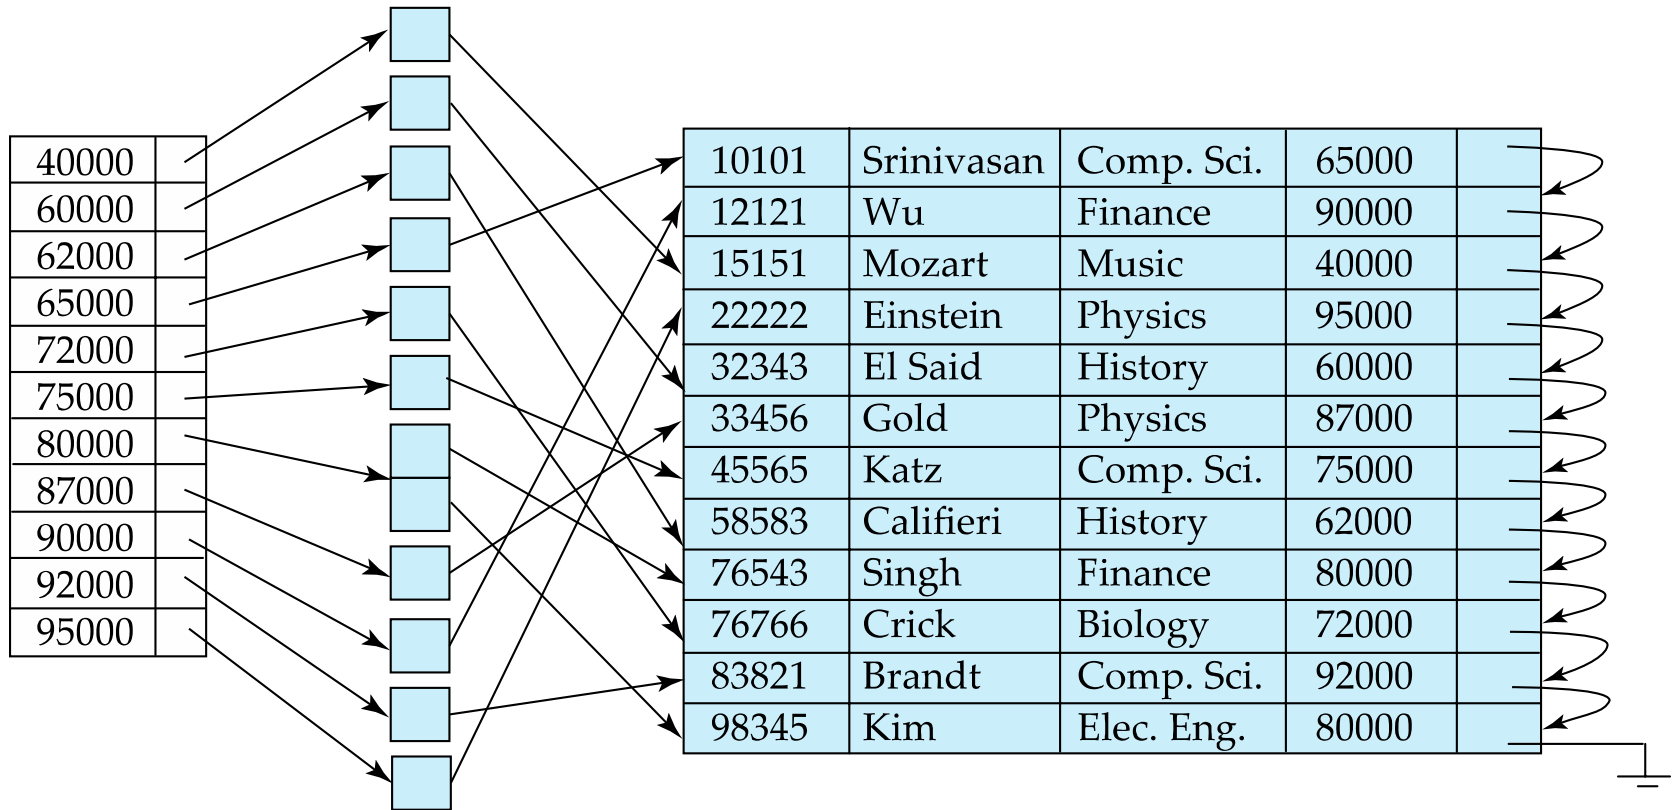 40000
60000
62000
65000
72000
75000
80000
87000
90000
92000
95000
10101 Srinivasan Comp. Sci. 65000
12121 Wu Finance 90000
15151 Mozart Music 40000
22222 Einstein Physics 95000
32343 El Said History 60000
33456 Gold Physics 87000
45565 Katz Comp. Sci. 75000
58583 Califieri History 62000
76543 Singh Finance 80000
76766 Crick Biology 72000
83821 Brandt Comp. Sci. 92000
98345 Kim Elec. Eng. 80000